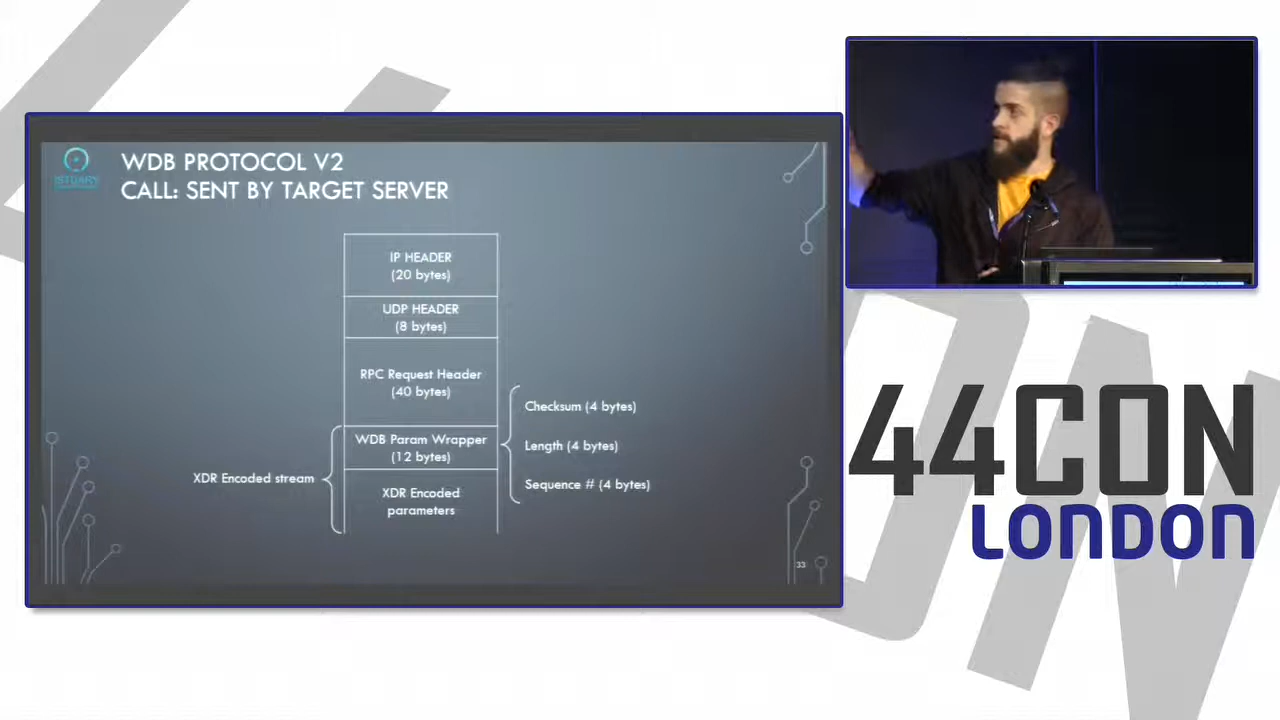 ISTUARY
WDB PROTOCOL V2
CALL: SENT BY TARGET SERVER
IP HEADER
(20 bytes)
UDP HEADER
(8 bytes)
RPC Request Header
(40 bytes)
WDB Param Wrapper
(12 bytes)
XDR Encoded
parameters
XDR Encoded stream
Checksum (4 bytes)
Length (4 bytes)
Sequence # (4 bytes)
33
44CON
LONDON